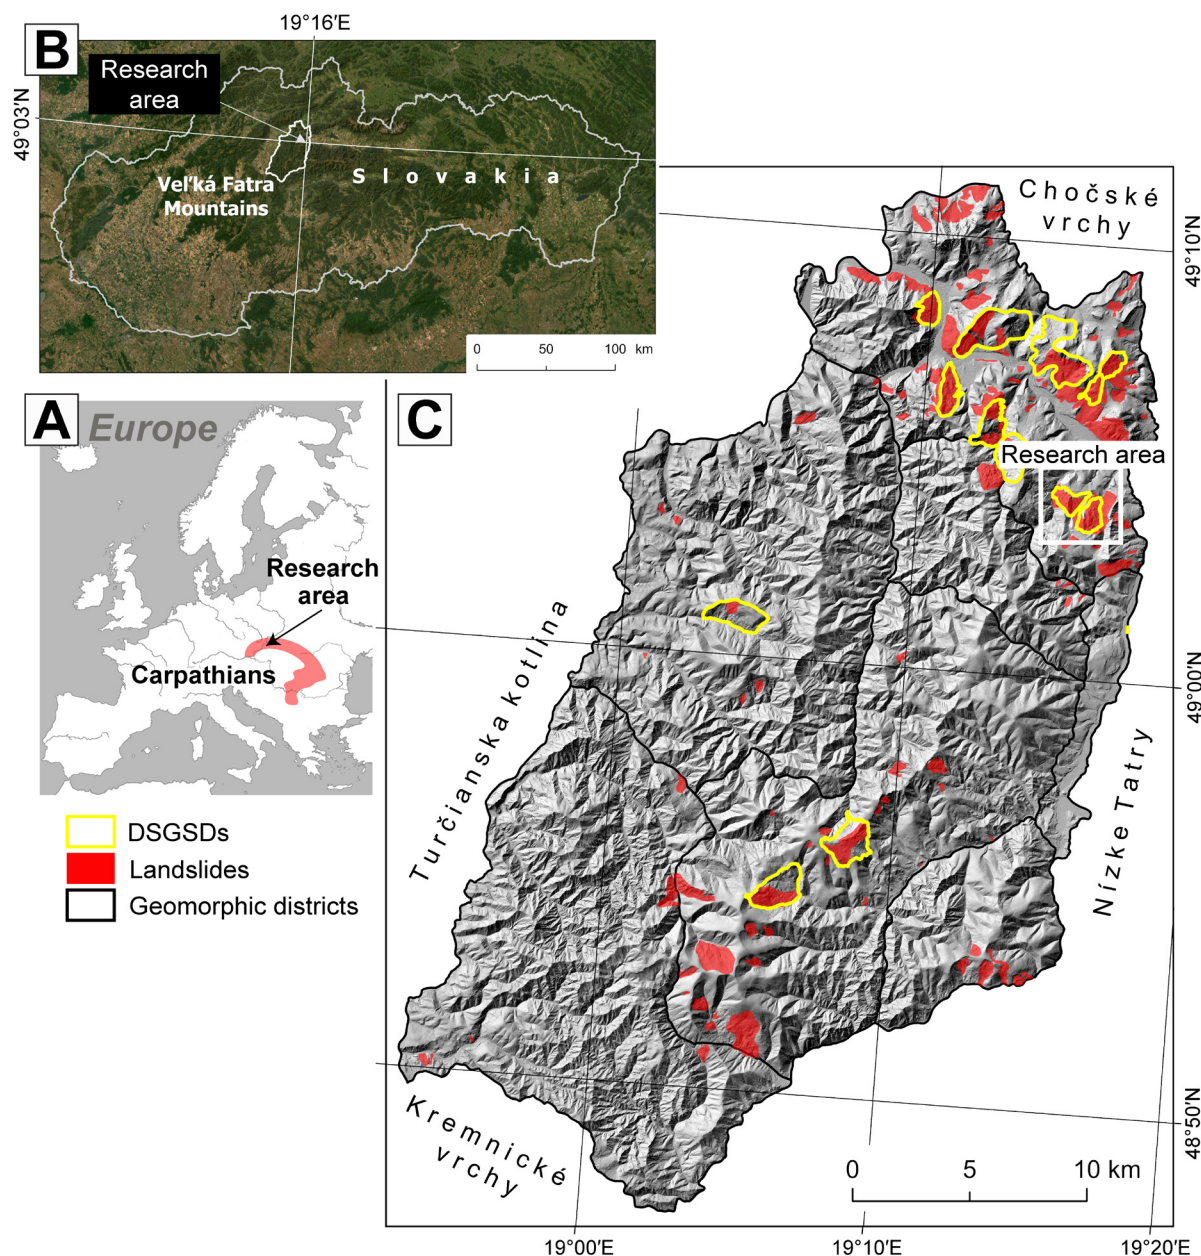 B
19°16′E
Research
area
49°03′N
Veľká Fatra
Mountains
Slovakia
0 50 100 km
A
Europe
Research
area
Carpathians
DSGSDs
Landslides
Geomorphic districts
C
Chočské
vrchy
49°10′N
Research area
Turčianska kotlina
49°00′N
Nízke Tatry
Kremnické
vrchy
48°50′N
0 5 10 km
19°00′E
19°10′E
19°20′E